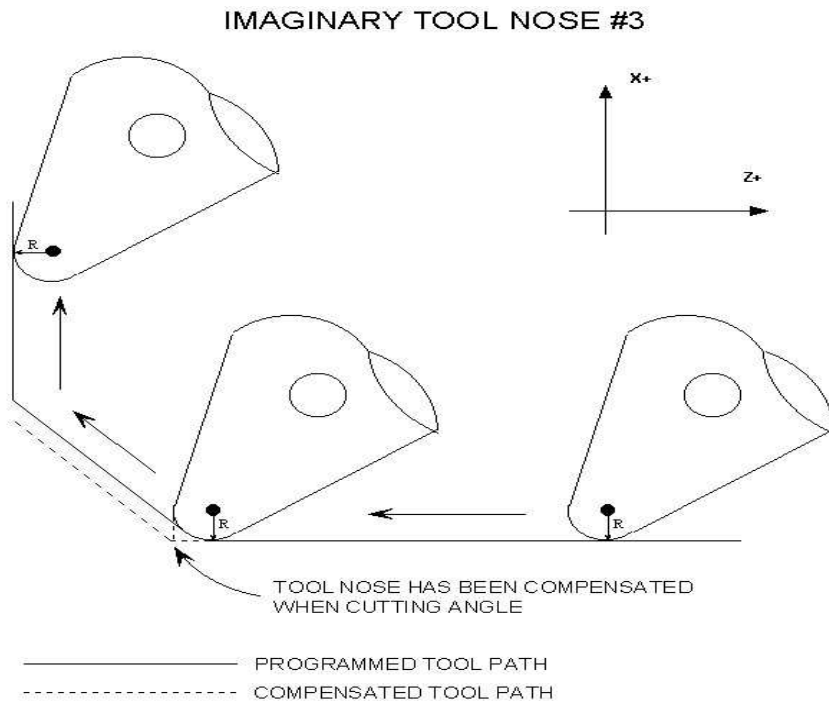 IMAGINARY TOOL NOSE #3
X+
Z+
R
R
R
TOOL NOSE HAS BEEN COMPENSATED
WHEN CUTTING ANGLE
PROGRAMMED TOOL PATH
COMPENSATED TOOL PATH